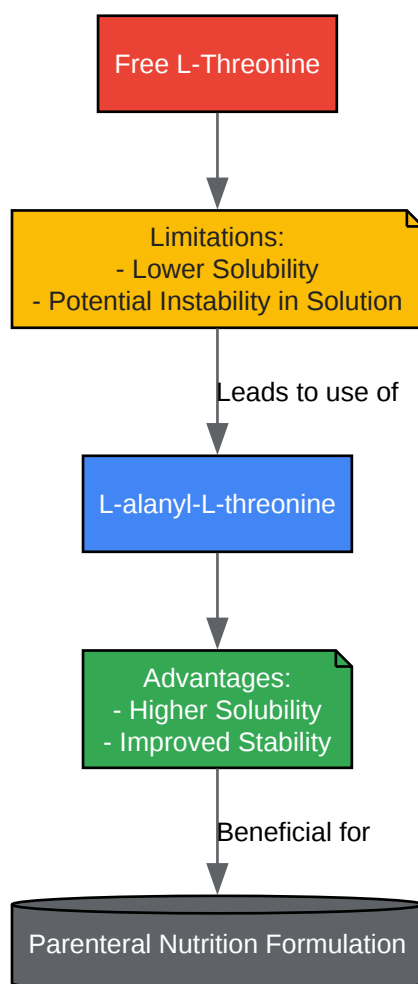 Free L-Threonine
Limitations:
- Lower Solubility
- Potential Instability in Solution
Leads to use of
L-alanyl-L-threonine
Advantages:
- Higher Solubility
- Improved Stability
Beneficial for
Parenteral Nutrition Formulation